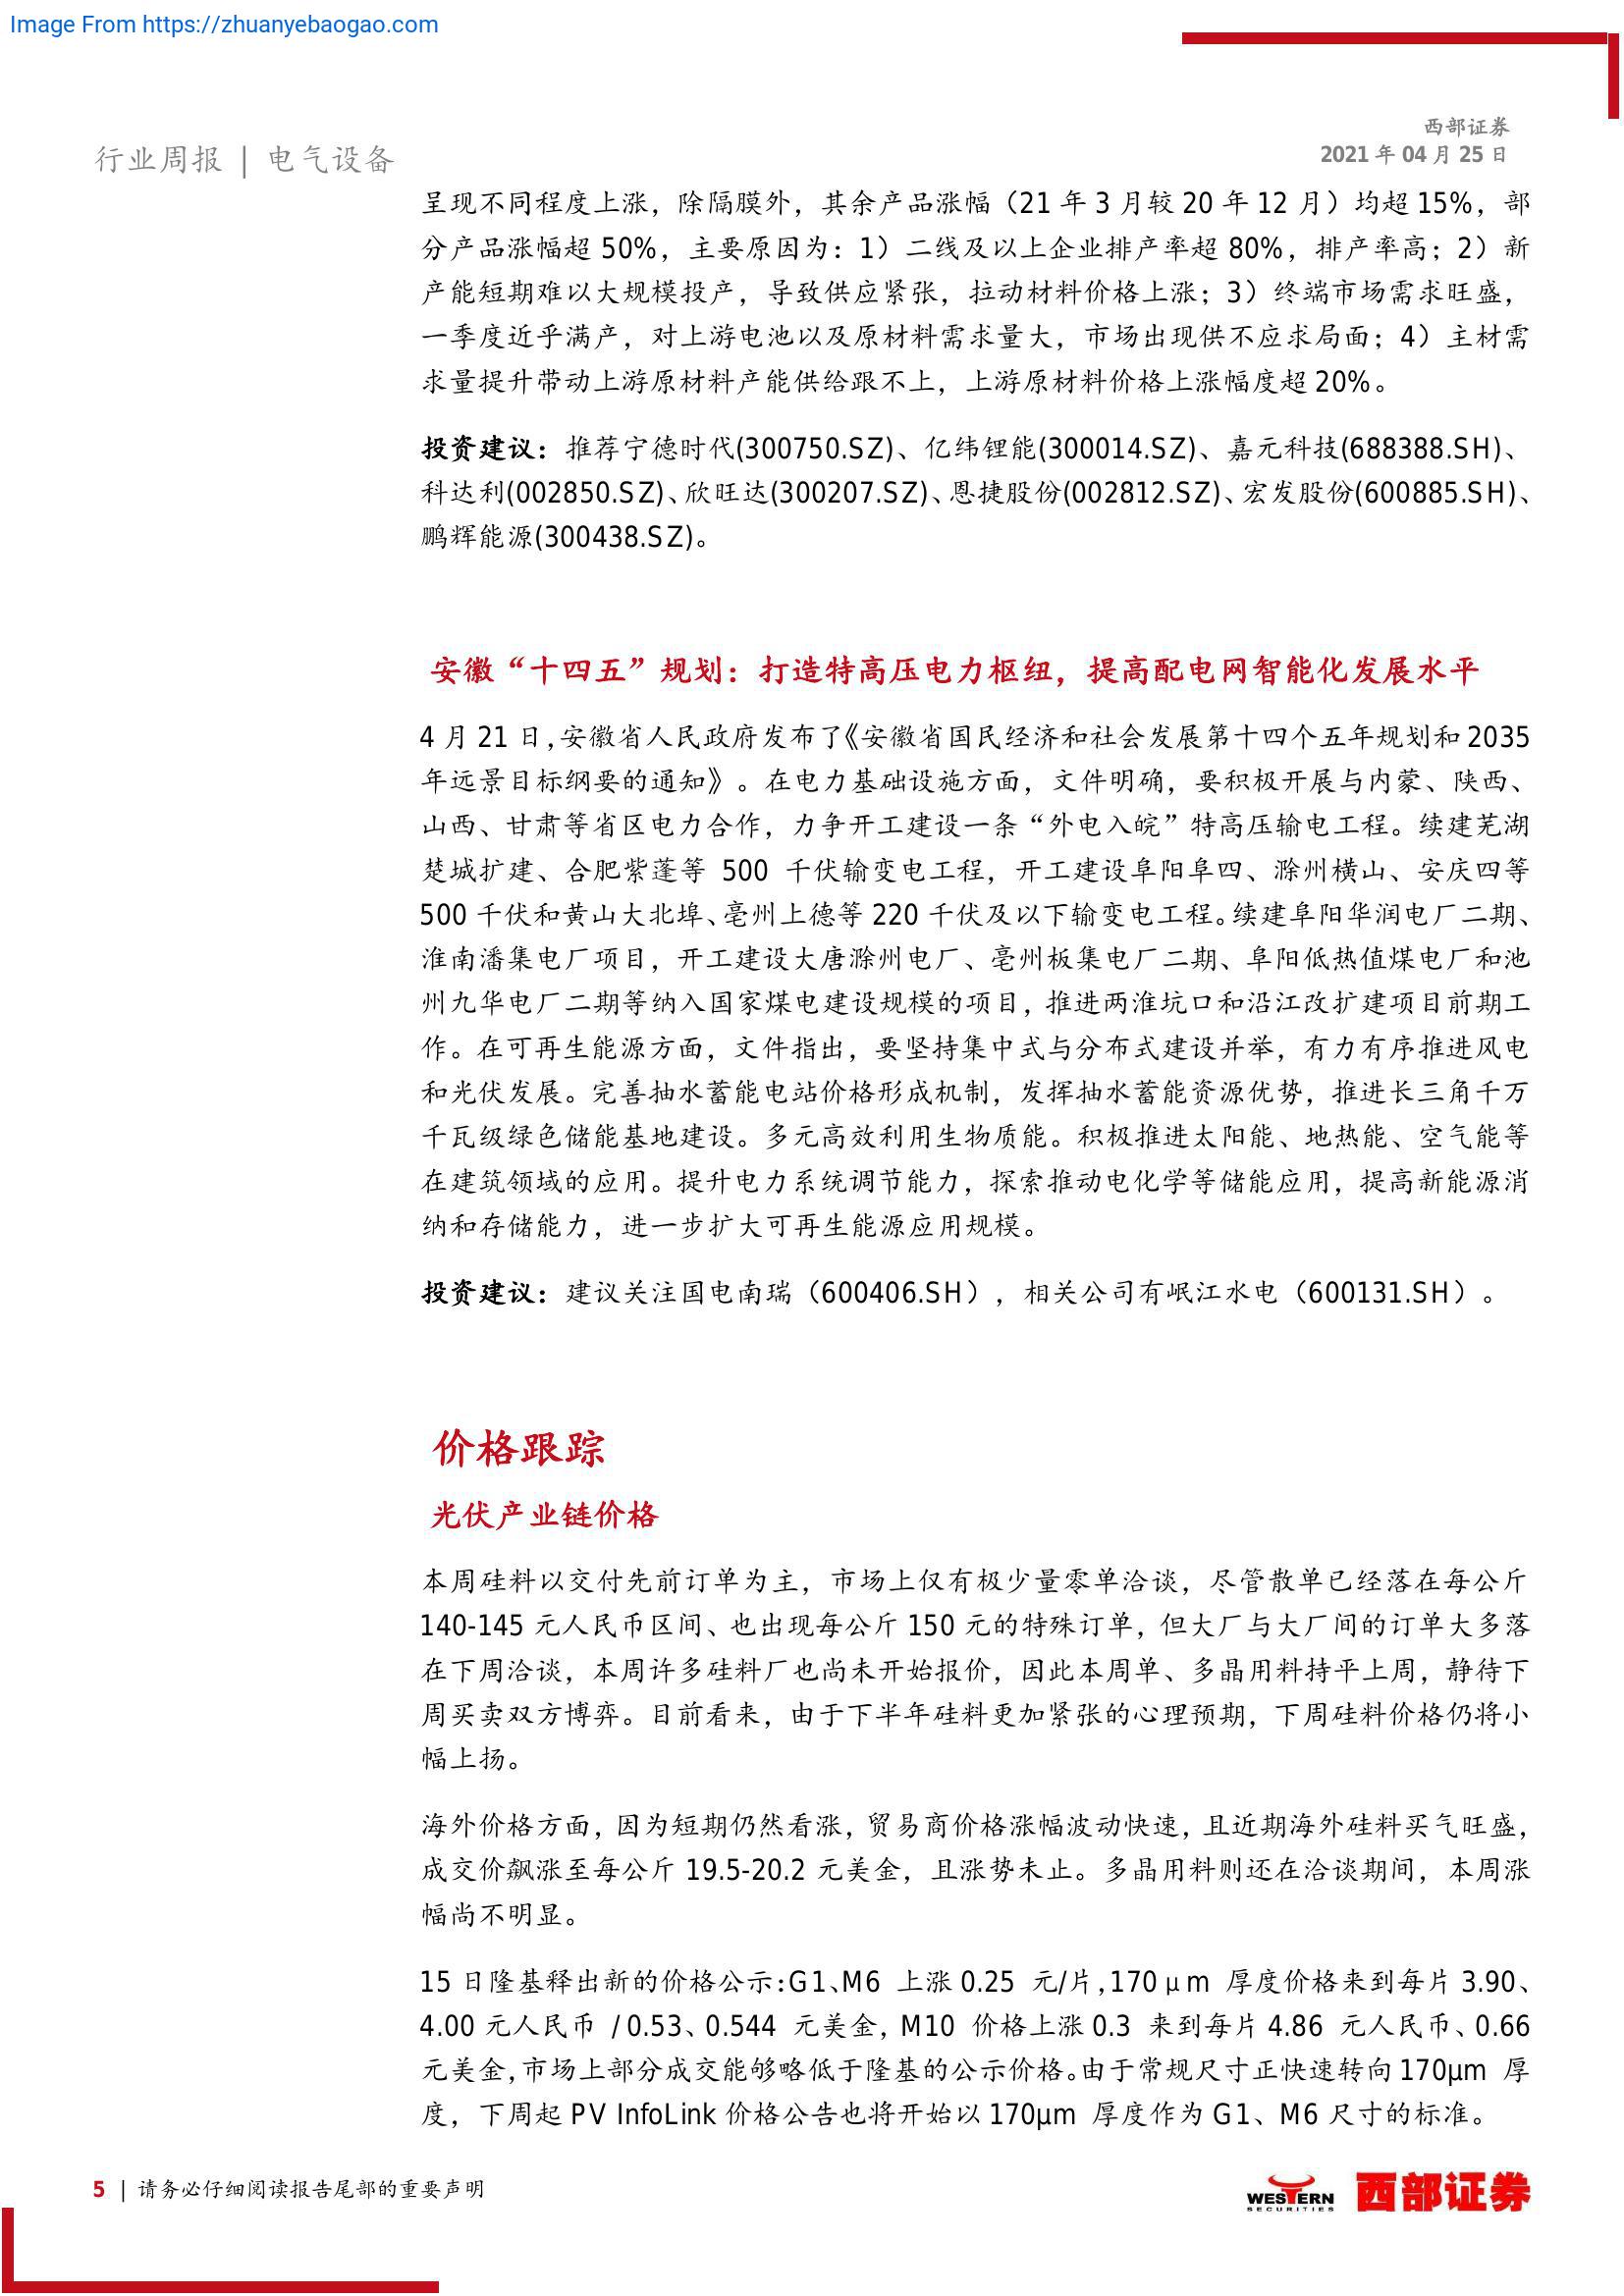 Image From https://zhuanyebaogao.com
西部证券
2021 年 04 月 25 日
行业周报 | 电气设备
呈现不同程度上涨，除隔膜外，其余产品涨幅（21 年 3 月较 20 年 12 月）均超 15%，部
分产品涨幅超 50%，主要原因为：1）二线及以上企业排产率超 80%，排产率高；2）新
产能短期难以大规模投产，导致供应紧张，拉动材料价格上涨；3）终端市场需求旺盛，
一季度近乎满产，对上游电池以及原材料需求量大，市场出现供不应求局面；4）主材需
求量提升带动上游原材料产能供给跟不上，上游原材料价格上涨幅度超 20%。
投资建议：推荐宁德时代(300750.SZ)、亿纬锂能(300014.SZ)、嘉元科技(688388.SH)、
科达利(002850.SZ)、欣旺达(300207.SZ)、恩捷股份(002812.SZ)、宏发股份(600885.SH)、
鹏辉能源(300438.SZ)。
安徽“十四五”规划：打造特高压电力枢纽，提高配电网智能化发展水平
4 月 21 日，安徽省人民政府发布了《安徽省国民经济和社会发展第十四个五年规划和 2035
年远景目标纲要的通知》。在电力基础设施方面，文件明确，要积极开展与内蒙、陕西、
山西、甘肃等省区电力合作，力争开工建设一条“外电入皖”特高压输电工程。续建芜湖
楚城扩建、合肥紫蓬等 500 千伏输变电工程，开工建设阜阳阜四、滁州横山、安庆四等
500 千伏和黄山大北埠、亳州上德等 220 千伏及以下输变电工程。续建阜阳华润电厂二期、
淮南潘集电厂项目，开工建设大唐滁州电厂、亳州板集电厂二期、阜阳低热值煤电厂和池
州九华电厂二期等纳入国家煤电建设规模的项目，推进两淮坑口和沿江改扩建项目前期工
作。在可再生能源方面，文件指出，要坚持集中式与分布式建设并举，有力有序推进风电
和光伏发展。完善抽水蓄能电站价格形成机制，发挥抽水蓄能资源优势，推进长三角千万
千瓦级绿色储能基地建设。多元高效利用生物质能。积极推进太阳能、地热能、空气能等
在建筑领域的应用。提升电力系统调节能力，探索推动电化学等储能应用，提高新能源消
纳和存储能力，进一步扩大可再生能源应用规模。
投资建议：建议关注国电南瑞（600406.SH），相关公司有岷江水电（600131.SH）。
价格跟踪
光伏产业链价格
本周硅料以交付先前订单为主，市场上仅有极少量零单洽谈，尽管散单已经落在每公斤
140-145 元人民币区间、也出现每公斤 150 元的特殊订单，但大厂与大厂间的订单大多落
在下周洽谈，本周许多硅料厂也尚未开始报价，因此本周单、多晶用料持平上周，静待下
周买卖双方博弈。目前看来，由于下半年硅料更加紧张的心理预期，下周硅料价格仍将小
幅上扬。
海外价格方面，因为短期仍然看涨，贸易商价格涨幅波动快速，且近期海外硅料买气旺盛，
成交价飙涨至每公斤 19.5-20.2 元美金，且涨势未止。多晶用料则还在洽谈期间，本周涨
幅尚不明显。
15 日隆基释出新的价格公示：G1、M6 上涨 0.25 元/片，170 μ m 厚度价格来到每片 3.90、
4.00 元人民币 / 0.53、0.544 元美金，M10 价格上涨 0.3 来到每片 4.86 元人民币、0.66
元美金，市场上部分成交能够略低于隆基的公示价格。由于常规尺寸正快速转向 170μm 厚
度，下周起 PV InfoLink 价格公告也将开始以 170μm 厚度作为 G1、M6 尺寸的标准。
5 | 请务必仔细阅读报告尾部的重要声明
WESTERN
SECURITIES
西部证券